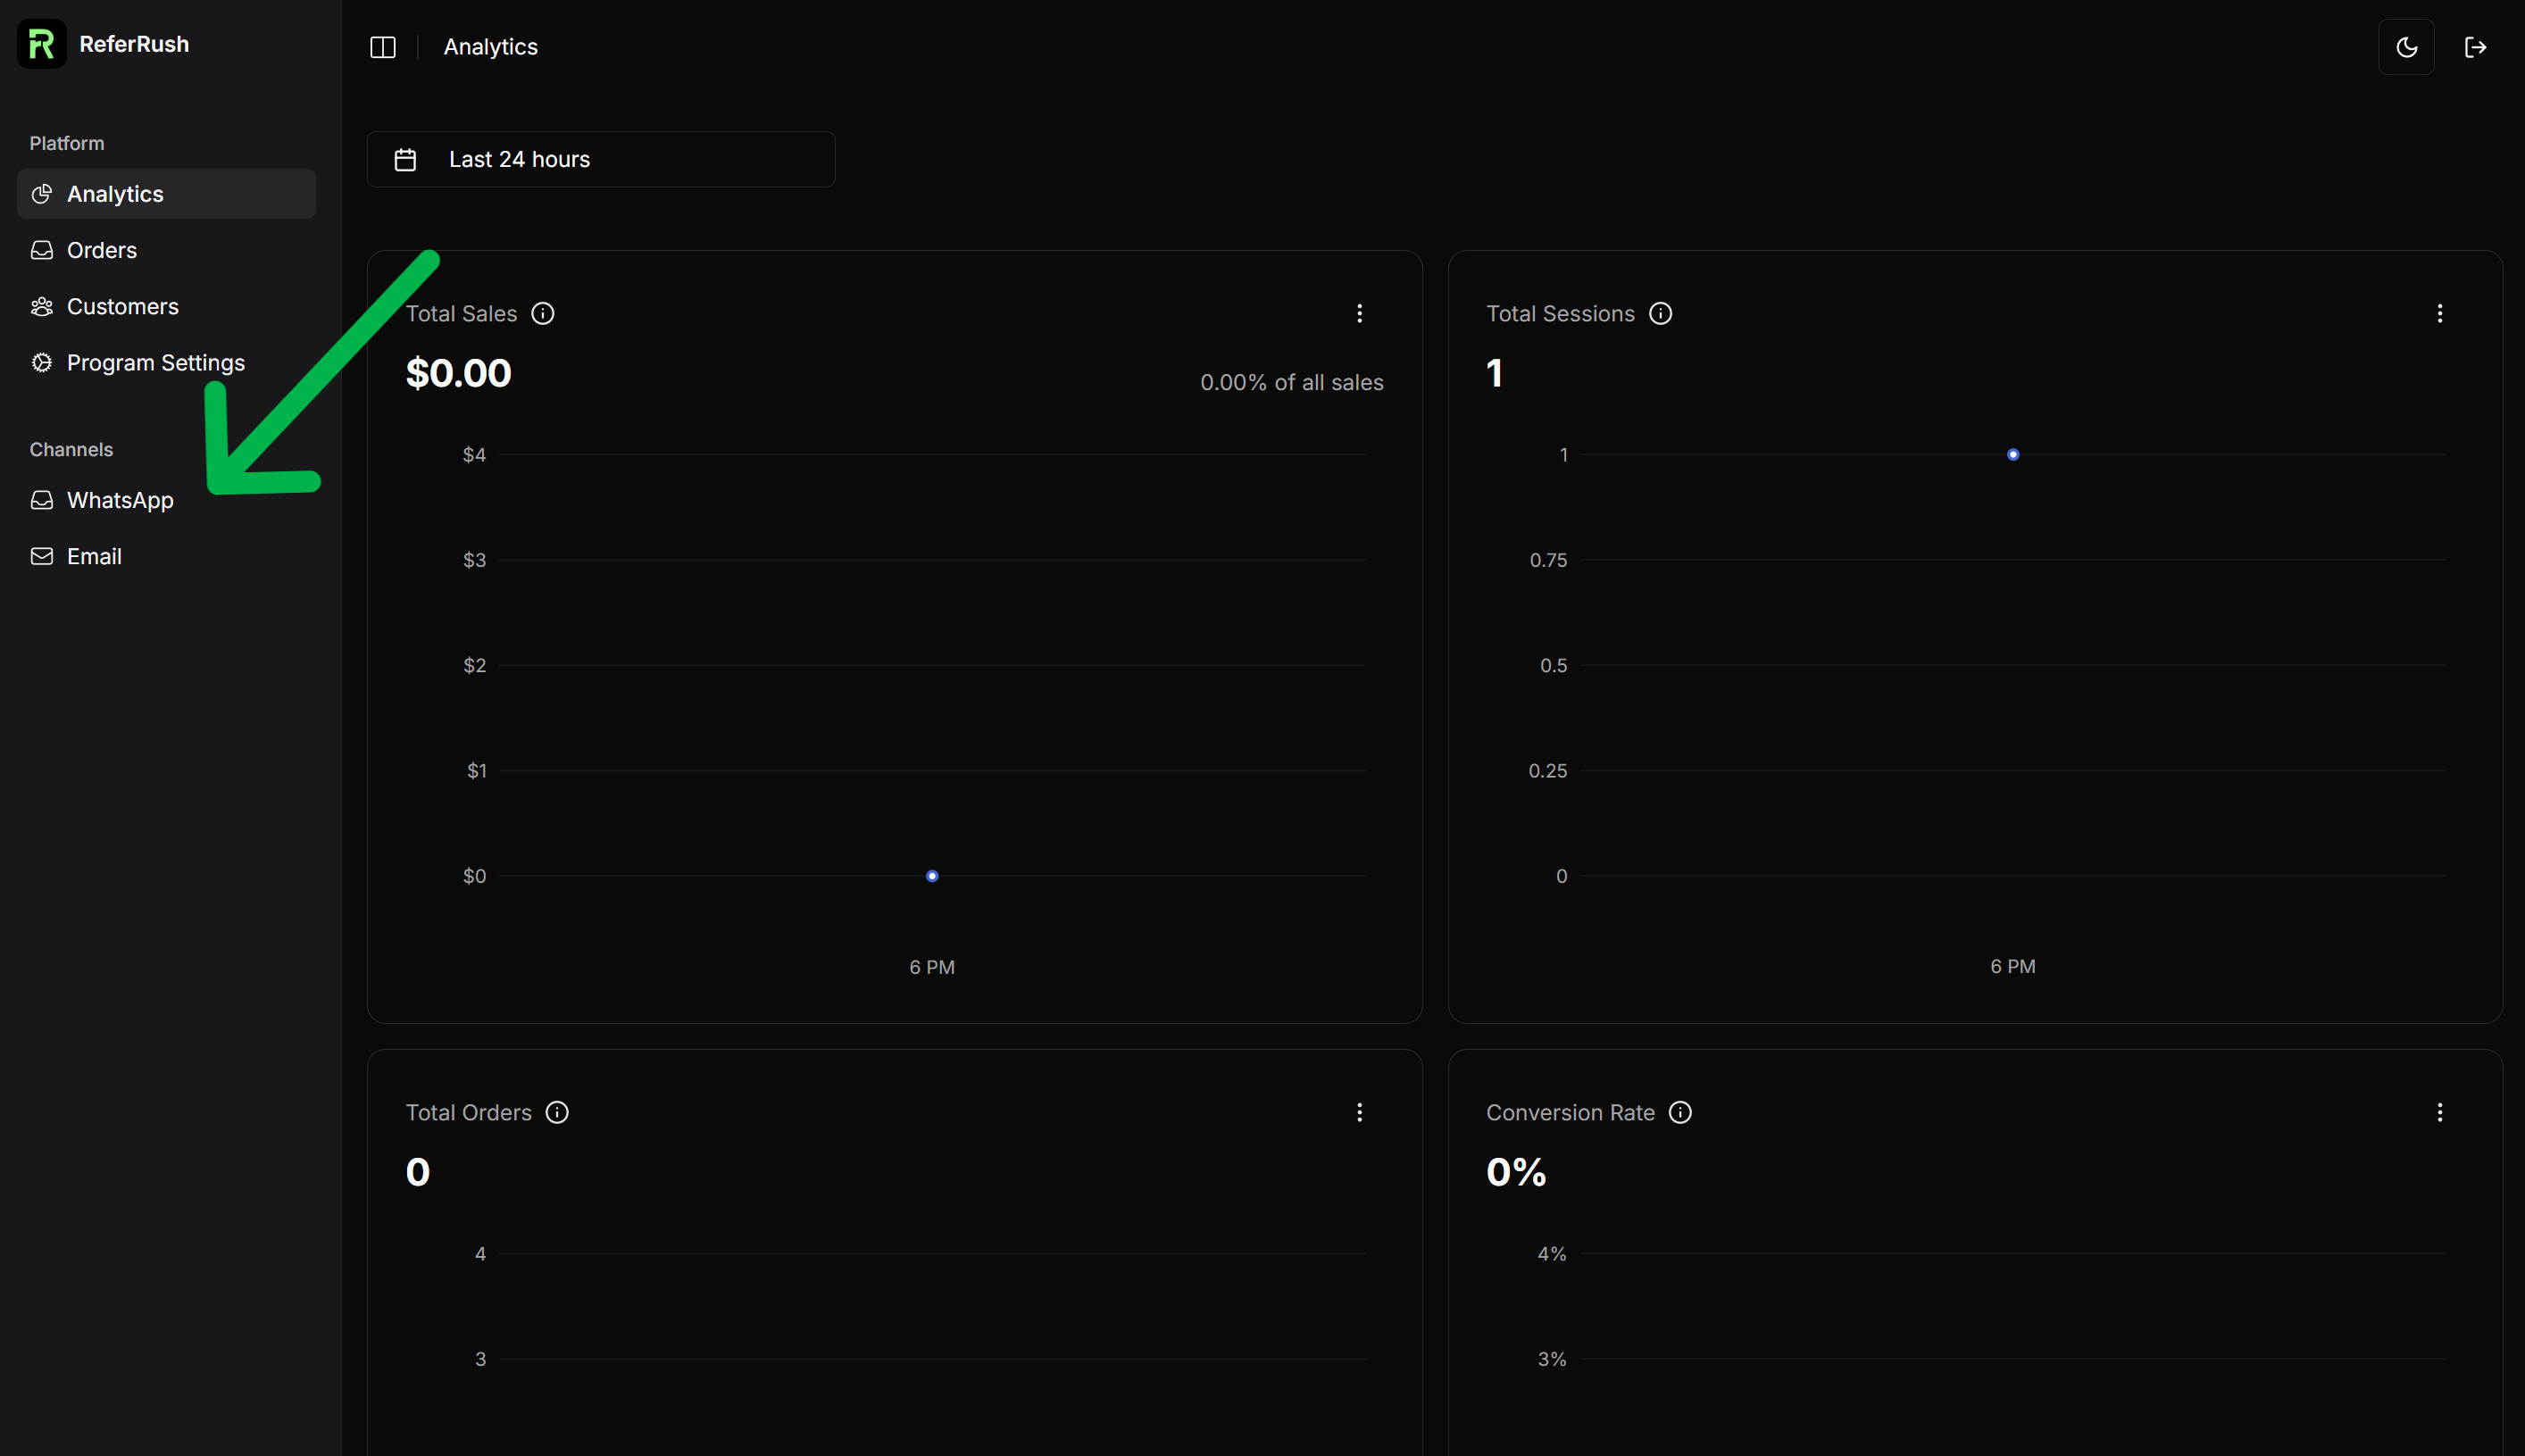 ReferRush
Analytics
Platform
Analytics
Orders
Customers
Program Settings
Channels
WhatsApp
Email
Last 24 hours
Total Sales
$0.00
0.00% of all sales
$4
$3
$2
$1
$0
6 PM
Total Sessions
1
1
0.75
0.5
0.25
0
6 PM
Total Orders
0
4
3
Conversion Rate
0%
4%
3%